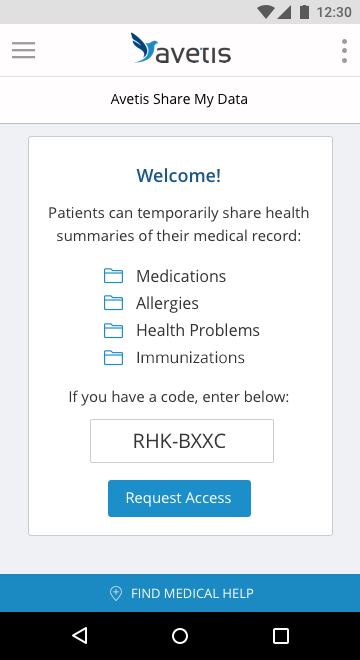 12:30
avetis
Avetis Share My Data
Welcome!
Patients can temporarily share health
summaries of their medical record:
Medications
Allergies
Health Problems
Immunizations
If you have a code, enter below:
RHK-BXXC
Request Access
FIND MEDICAL HELP